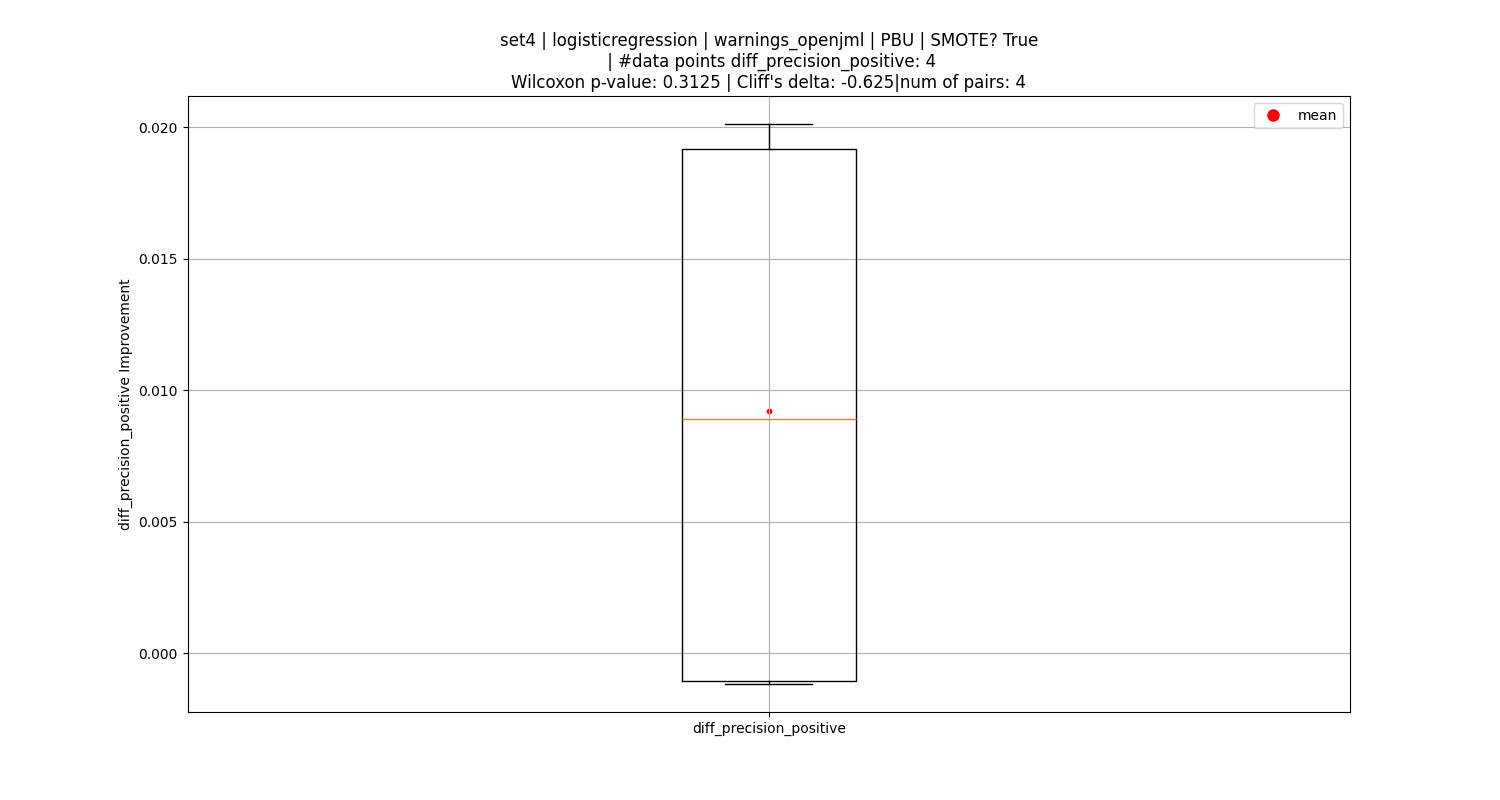 set4 | logisticregression | warnings_openjml | PBU | SMOTE? True
| #data points diff_precision_positive: 4
Wilcoxon p-value: 0.3125 | Cliff's delta: -0.625|num of pairs: 4
mean
0.020
0.015
0.010
0.005
0.000
diff_precision_positive Improvement
diff_precision_positive